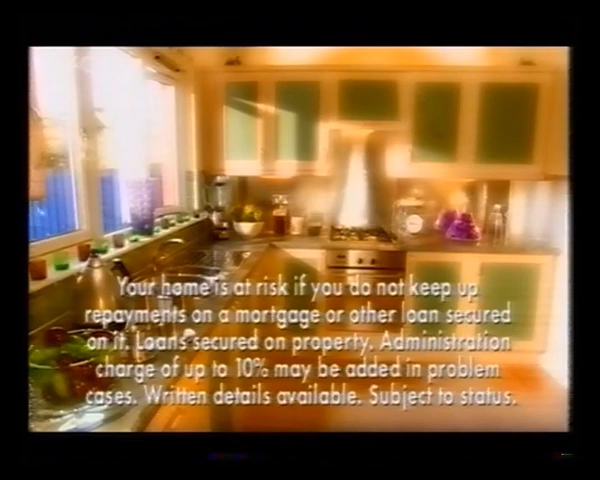 Your home is at risk if you do not keep up
repayments on a mortgage or other loan secured
on it. Loans secured on property. Administration
charge of up to 10% may be added in problem
cases. Written details available. Subject to status.